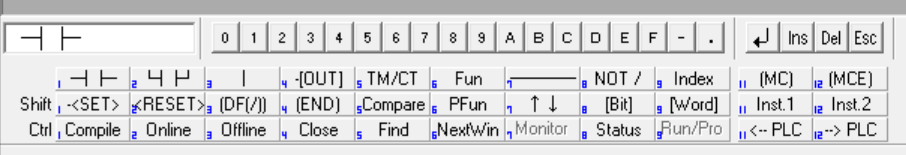 0 1 2 3 4 5 6 7 8 9 A B C D E F - . Ins Del Esc
1 2 3 4 -[OUT] 5 TM/CT 6 Fun 7 8 NOT / 9 Index 11 (MC) 12 (MCE)
Shift 1 -<SET> 2 <RESET> 3 (DF(/)) 4 (END) 5 Compare 6 PFun 7 ↑ ↓ 8 [Bit] 9 [Word] 11 Inst.1 12 Inst.2
Ctrl 1 Compile 2 Online 3 Offline 4 Close 5 Find 6 NextWin 7 Monitor 8 Status 9 Run/Pro 11 <-- PLC 12 --> PLC